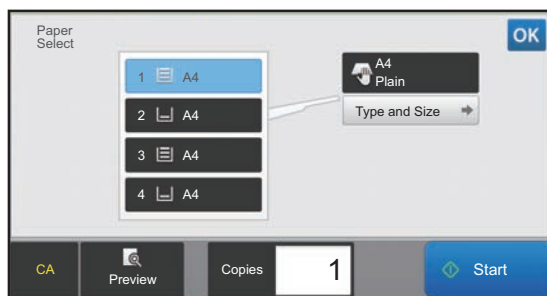 Paper
Select
OK
1 A4
2 A4
3 A4
4 A4
A4
Plain
Type and Size
CA
Preview
Copies
1
Start